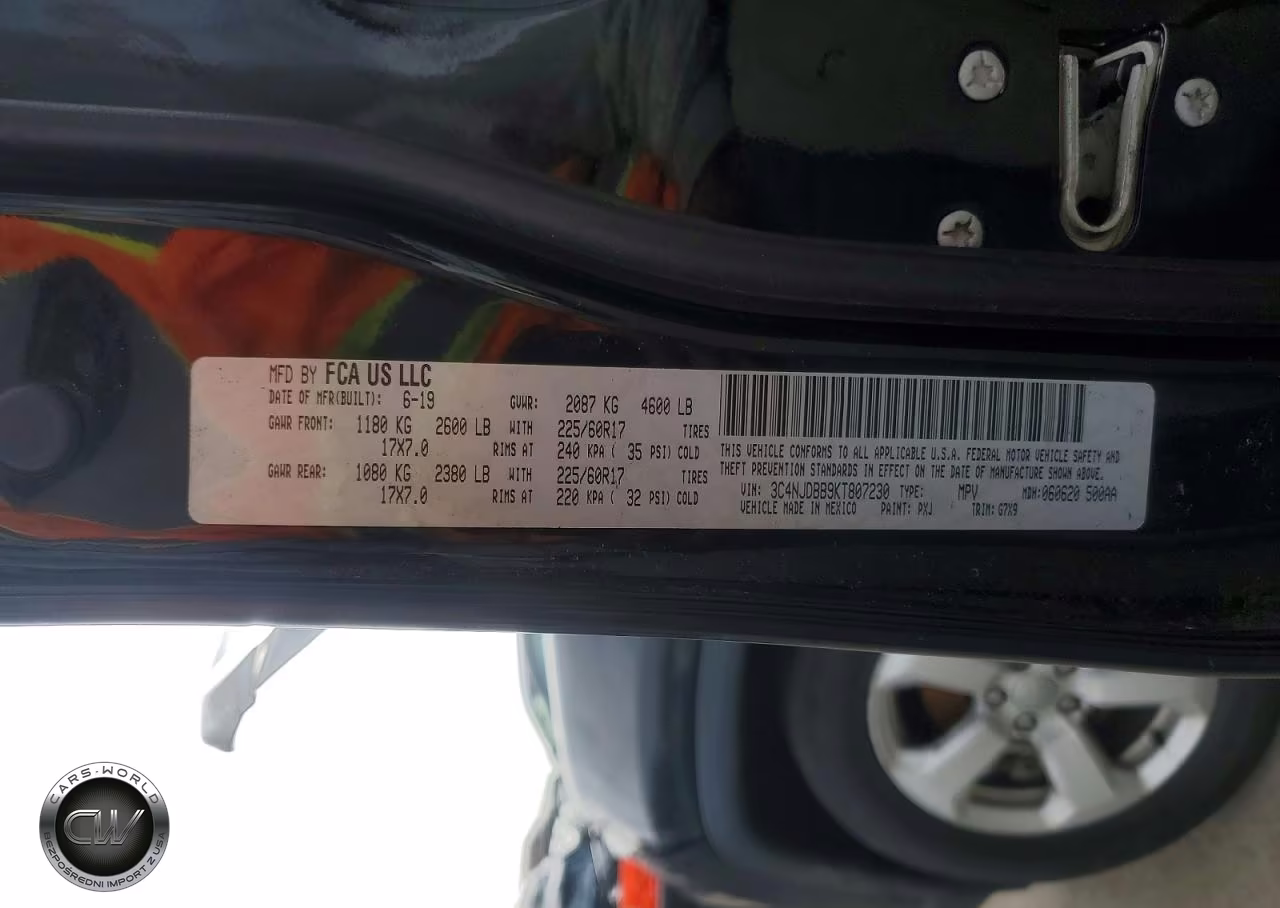 MFD BY FCA US LLC
DATE OF MFR(BUILT): 6-19 GVWR: 2087 KG 4600 LB
GAWR FRONT: 1180 KG 2600 LB WITH 225/60R17 TIRES
17X7.0 RIMS AT 240 KPA ( 35 PSI) COLD
GAWR REAR: 1080 KG 2380 LB WITH 225/60R17 TIRES
17X7.0 RIMS AT 220 KPA ( 32 PSI) COLD
THIS VEHICLE CONFORMS TO ALL APPLICABLE U.S.A. FEDERAL MOTOR VEHICLE SAFETY AND
THEFT PREVENTION STANDARDS IN EFFECT ON THE DATE OF MANUFACTURE SHOWN ABOVE.
VIN: 3C4NJDBB9KT807230 TYPE: MPV MDH:060620 500AA
VEHICLE MADE IN MEXICO PAINT: PXJ TRIM: G7X9
CARS-WORLD
CW
BEZPOŚREDNI IMPORT Z USA